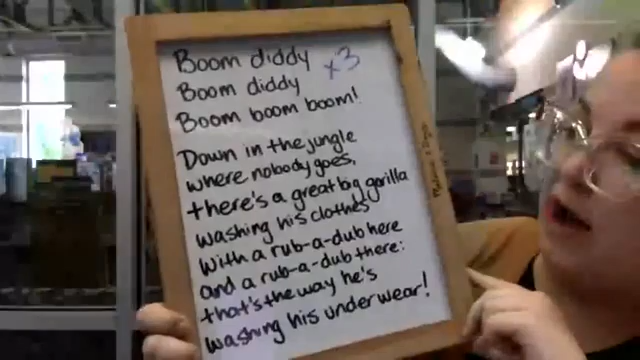 Boom diddy
x3
Boom diddy
Boom boom boom!
Down in the jungle
where nobody goes,
there's a great big gorilla
washing his clothes
With a rub-a-dub here
and a rub-a-dub there:
that's the way he's
washing his underwear!